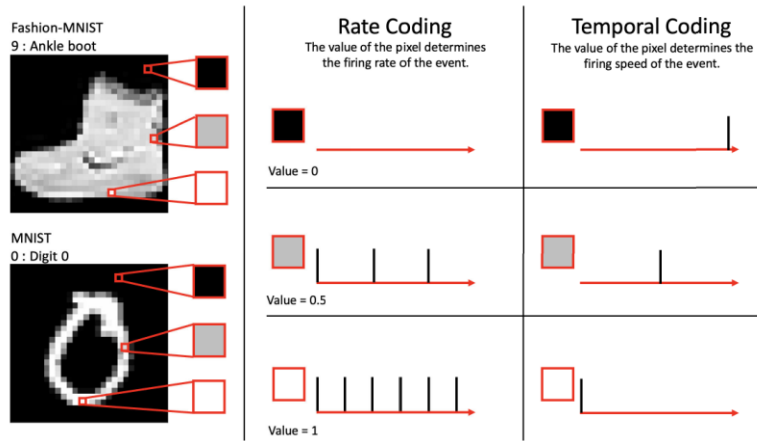 Fashion-MNIST
9 : Ankle boot
MNIST
0 : Digit 0
Rate Coding
The value of the pixel determines
the firing rate of the event.
Value = 0
Value = 0.5
Value = 1
Temporal Coding
The value of the pixel determines the
firing speed of the event.